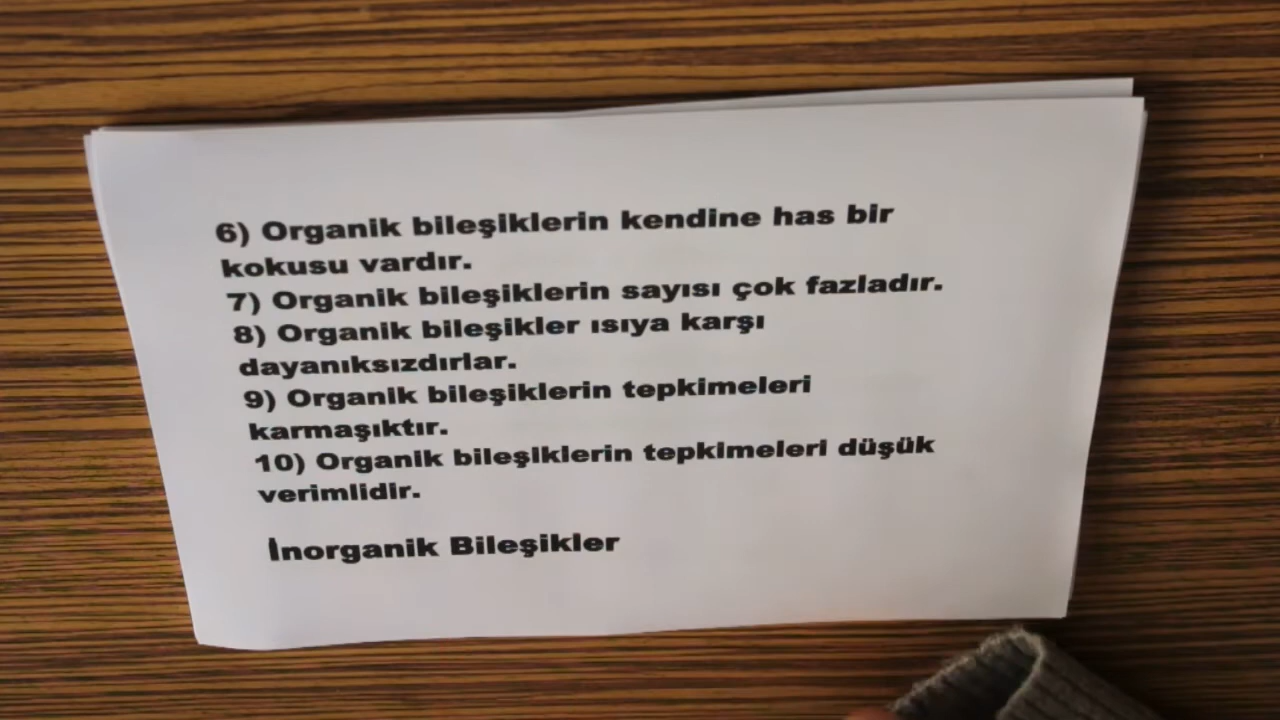 6) Organik bileşiklerin kendine has bir
kokusu vardır.
7) Organik bileşiklerin sayısı çok fazladır.
8) Organik bileşikler ısıya karşı
dayanıksızdırlar.
9) Organik bileşiklerin tepkimeleri
karmaşıktır.
10) Organik bileşiklerin tepkimeleri düşük
verimlidir.
İnorganik Bileşikler